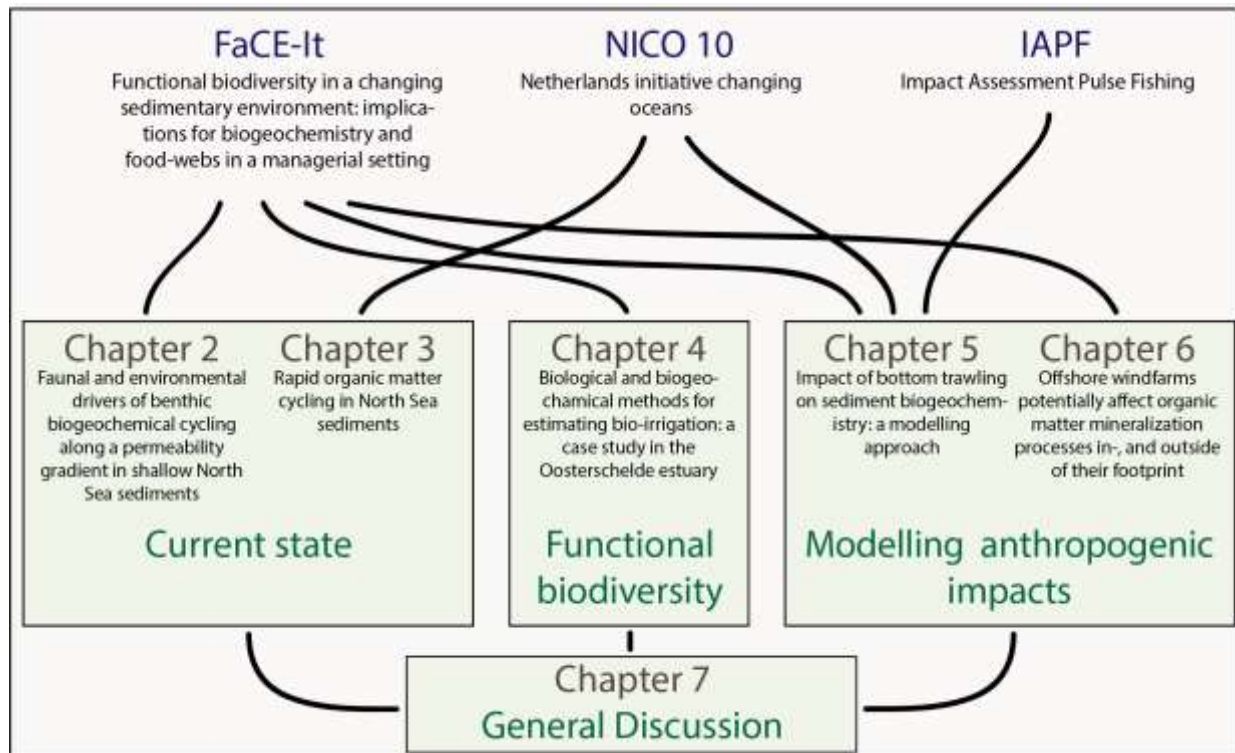 FaCE-It
Functional biodiversity in a changing
sedimentary environment: implica-
tions for biogeochemistry and
food-webs in a managerial setting
NICO 10
Netherlands initiative changing
oceans
IAPF
Impact Assessment Pulse Fishing
Chapter 2
Faunal and environmental
drivers of benthic
biogeochemical cycling
along a permeability
gradient in shallow North
Sea sediments
Chapter 3
Rapid organic matter
cycling in North Sea
sediments
Current state
Chapter 4
Biological and biogeo-
chamical methods for
estimating bio-irrigation: a
case study in the
Oosterschelde estuary
Functional
biodiversity
Chapter 5
Impact of bottom trawling
on sediment biogeochem-
istry: a modelling
approach
Chapter 6
Offshore windfarms
potentially affect organic
matter mineralization
processes in-, and outside
of their footprint
Modelling anthropogenic
impacts
Chapter 7
General Discussion